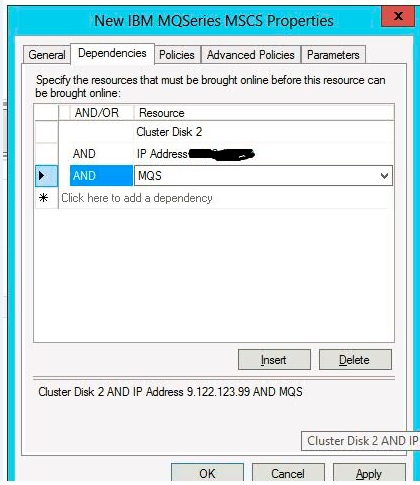 New IBM MQSeries MSCS Properties
x
General Dependencies Policies Advanced Policies Parameters
Specify the resources that must be brought online before this resource can
be brought online:
AND/OR Resource
Cluster Disk 2
AND IP Address
AND MQS
Click here to add a dependency
Insert Delete
Cluster Disk 2 AND IP Address 9.122.123.99 AND MQS
Cluster Disk 2 AND IP
OK Cancel Apply